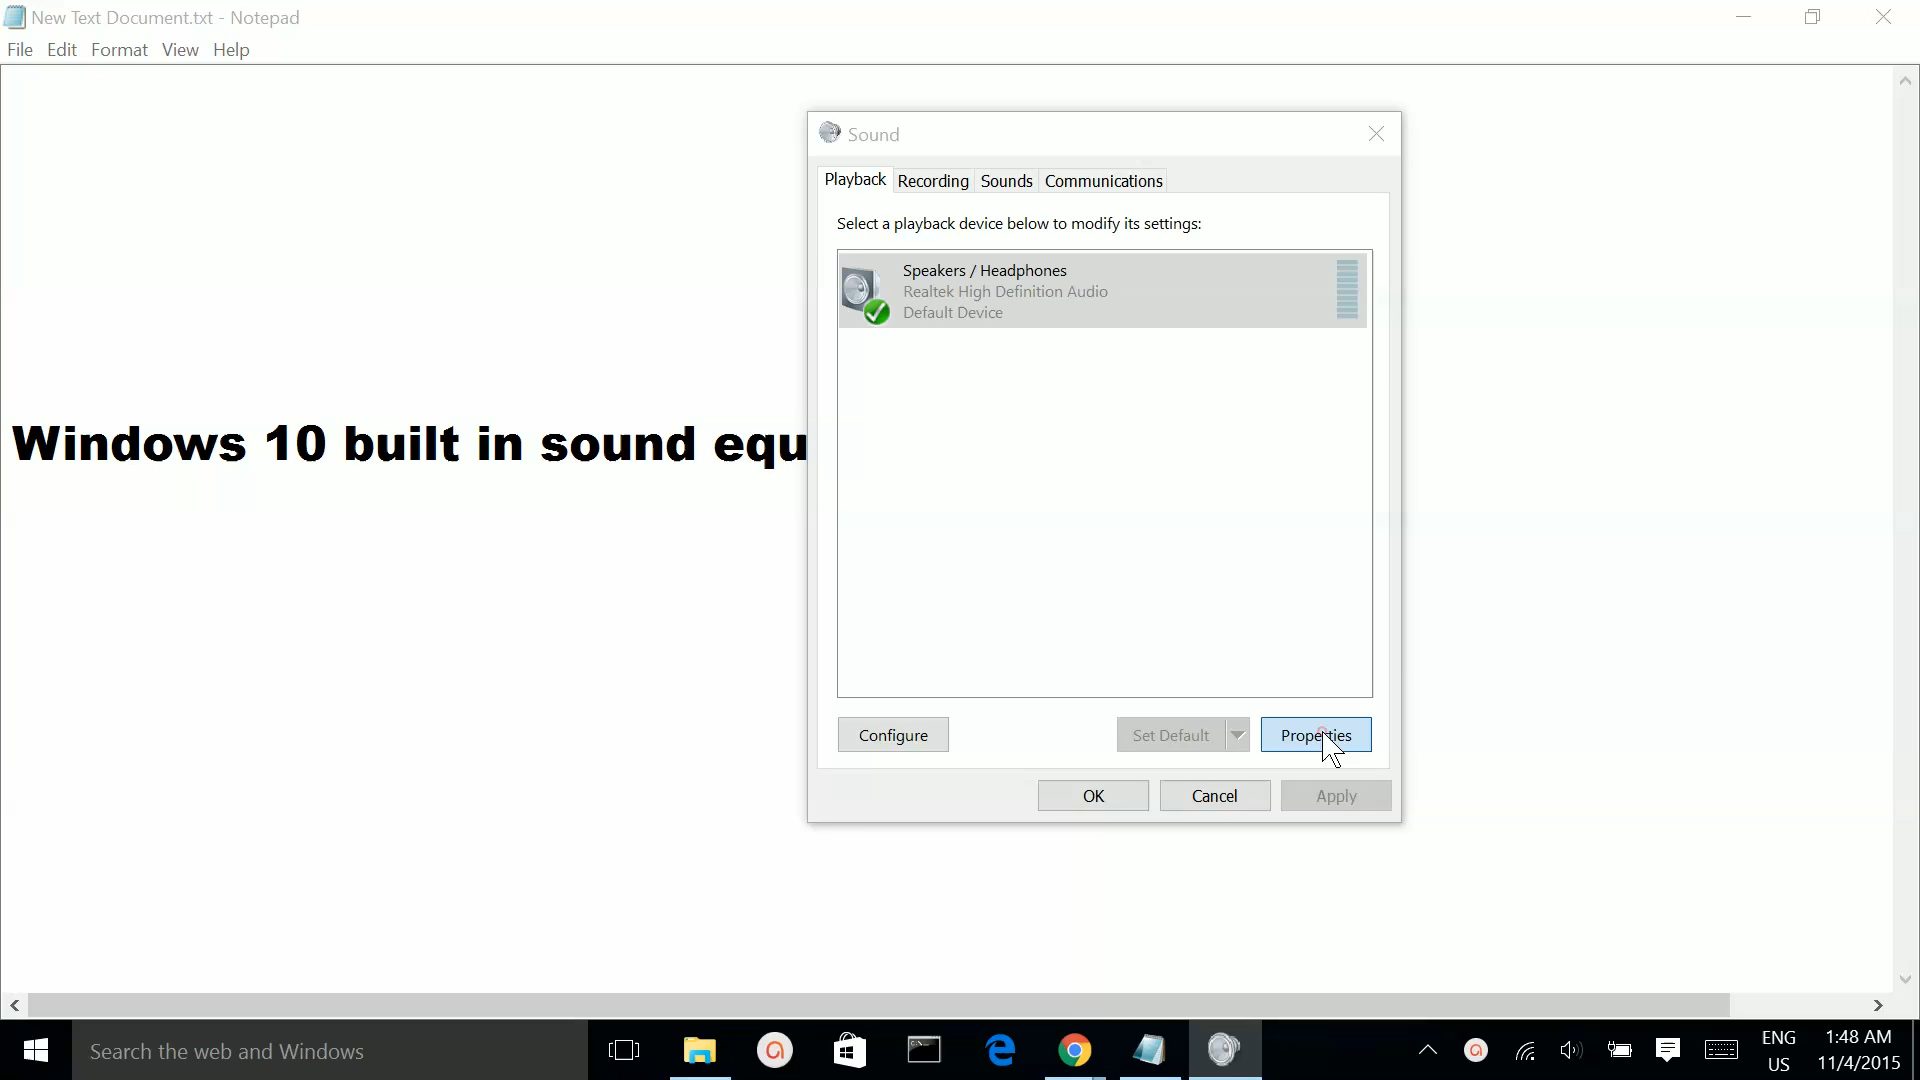 New Text Document.txt - Notepad
File Edit Format View Help
Sound
Playback Recording Sounds Communications
Select a playback device below to modify its settings:
Speakers / Headphones
Realtek High Definition Audio
Default Device
Windows 10 built in sound equ
Configure Set Default Properties
OK Cancel Apply
Search the web and Windows
ENG
US
1:48 AM
11/4/2015